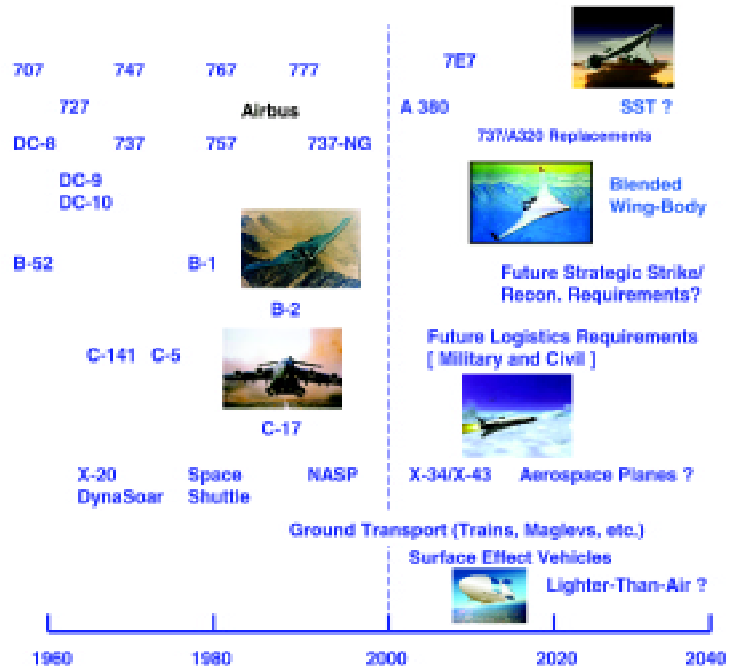 7E7
707 747 767 777
727 Airbus A 380 SST ?
DC-8 737 757 737-NG 737/A320 Replacements
DC-9
DC-10
Blended
Wing-Body
B-52 B-1
Future Strategic Strike/
Recon. Requirements?
B-2
Future Logistics Requirements
[ Military and Civil ]
C-141 C-5
C-17
X-20
DynaSoar
Space
Shuttle
NASP
X-34/X-43 Aerospace Planes ?
Ground Transport (Trains, Maglevs, etc.)
Surface Effect Vehicles
Lighter-Than-Air ?
1960 1980 2000 2020 2040